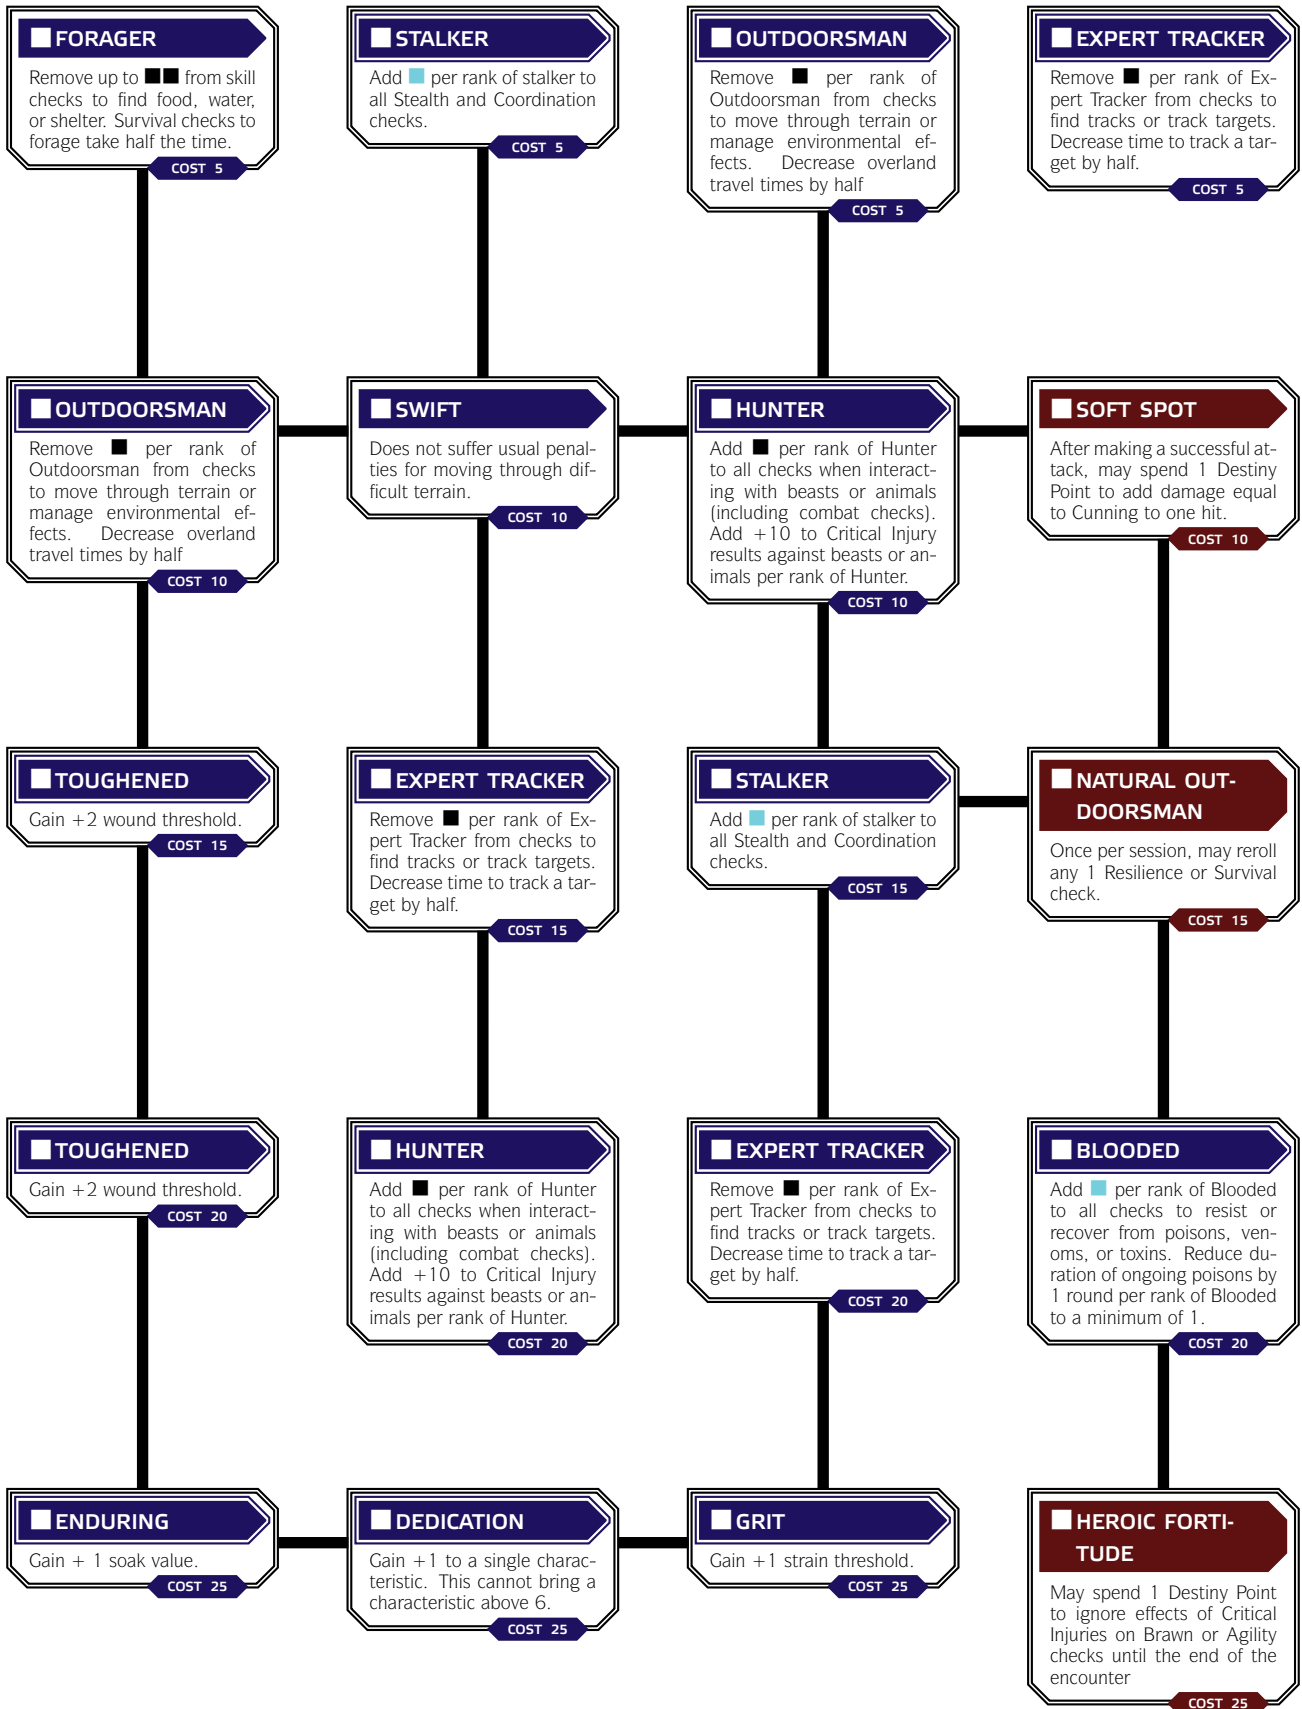 FORAGER
Remove up to ■■ from skill
checks to find food, water,
or shelter. Survival checks to
forage take half the time.
COST 5
STALKER
Add ■ per rank of stalker to
all Stealth and Coordination
checks.
COST 5
OUTDOORSMAN
Remove ■ per rank of
Outdoorsman from checks
to move through terrain or
manage environmental ef-
fects. Decrease overland
travel times by half
COST 5
EXPERT TRACKER
Remove ■ per rank of Ex-
pert Tracker from checks to
find tracks or track targets.
Decrease time to track a tar-
get by half.
COST 5
OUTDOORSMAN
Remove ■ per rank of
Outdoorsman from checks
to move through terrain or
manage environmental ef-
fects. Decrease overland
travel times by half
COST 10
SWIFT
Does not suffer usual penal-
ties for moving through dif-
ficult terrain.
COST 10
HUNTER
Add ■ per rank of Hunter
to all checks when interact-
ing with beasts or animals
(including combat checks).
Add +10 to Critical Injury
results against beasts or an-
imals per rank of Hunter.
COST 10
SOFT SPOT
After making a successful at-
tack, may spend 1 Destiny
Point to add damage equal
to Cunning to one hit.
COST 10
TOUGHENED
Gain +2 wound threshold.
COST 15
EXPERT TRACKER
Remove ■ per rank of Ex-
pert Tracker from checks to
find tracks or track targets.
Decrease time to track a tar-
get by half.
COST 15
STALKER
Add ■ per rank of stalker to
all Stealth and Coordination
checks.
COST 15
NATURAL OUT-
DOORSMAN
Once per session, may reroll
any 1 Resilience or Survival
check.
COST 15
TOUGHENED
Gain +2 wound threshold.
COST 20
HUNTER
Add ■ per rank of Hunter
to all checks when interact-
ing with beasts or animals
(including combat checks).
Add +10 to Critical Injury
results against beasts or an-
imals per rank of Hunter.
COST 20
EXPERT TRACKER
Remove ■ per rank of Ex-
pert Tracker from checks to
find tracks or track targets.
Decrease time to track a tar-
get by half.
COST 20
BLOODED
Add ■ per rank of Blooded
to all checks to resist or
recover from poisons, ven-
oms, or toxins. Reduce du-
ration of ongoing poisons by
1 round per rank of Blooded
to a minimum of 1.
COST 20
ENDURING
Gain + 1 soak value.
COST 25
DEDICATION
Gain +1 to a single charac-
teristic. This cannot bring a
characteristic above 6.
COST 25
GRIT
Gain +1 strain threshold.
COST 25
HEROIC FORTI-
TUDE
May spend 1 Destiny Point
to ignore effects of Critical
Injuries on Brawn or Agility
checks until the end of the
encounter
COST 25